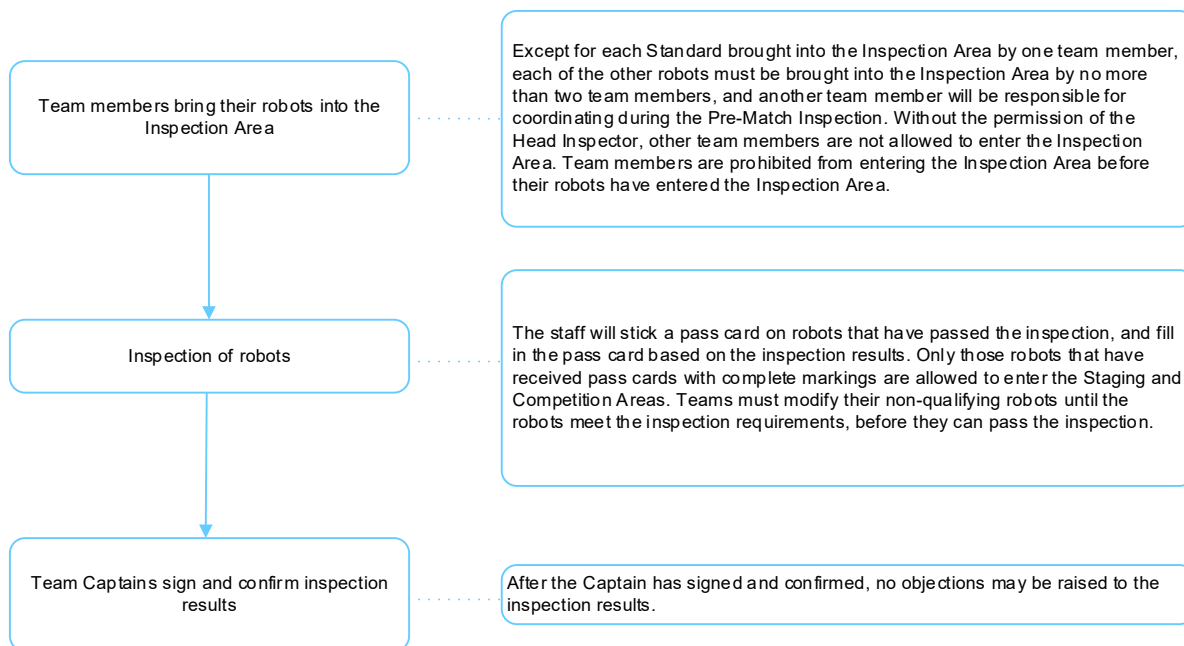 Team members bring their robots into the
Inspection Area
Except for each Standard brought into the Inspection Area by one team member,
each of the other robots must be brought into the Inspection Area by no more
than two team members, and another team member will be responsible for
coordinating during the Pre-Match Inspection. Without the permission of the
Head Inspector, other team members are not allowed to enter the Inspection
Area. Team members are prohibited from entering the Inspection Area before
their robots have entered the Inspection Area.
Inspection of robots
The staff will stick a pass card on robots that have passed the inspection, and fill
in the pass card based on the inspection results. Only those robots that have
received pass cards with complete markings are allowed to enter the Staging and
Competition Areas. Teams must modify their non-qualifying robots until the
robots meet the inspection requirements, before they can pass the inspection.
Team Captains sign and confirm inspection
results
After the Captain has signed and confirmed, no objections may be raised to the
inspection results.